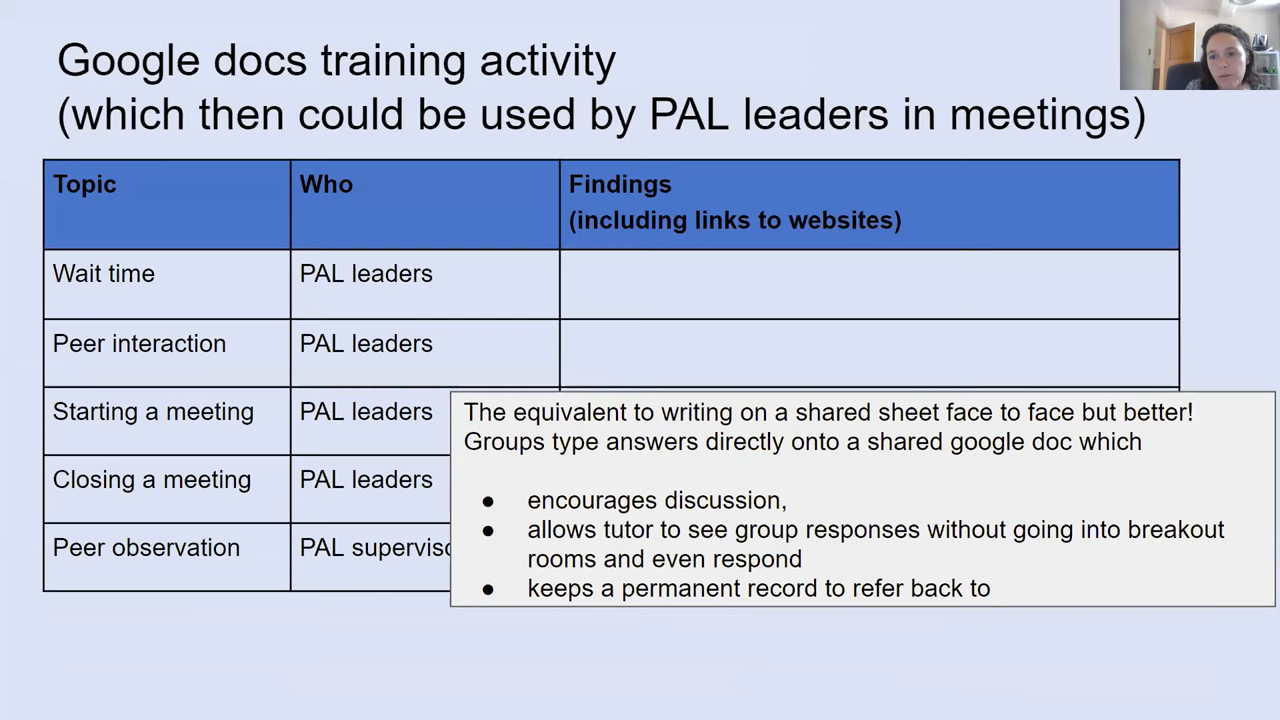 Google docs training activity
(which then could be used by PAL leaders in meetings)
Topic
Who
Findings
(including links to websites)
Wait time
PAL leaders
Peer interaction
PAL leaders
Starting a meeting
PAL leaders
Closing a meeting
PAL leaders
Peer observation
PAL superviso
The equivalent to writing on a shared sheet face to face but better!
Groups type answers directly onto a shared google doc which
● encourages discussion,
● allows tutor to see group responses without going into breakout
rooms and even respond
● keeps a permanent record to refer back to